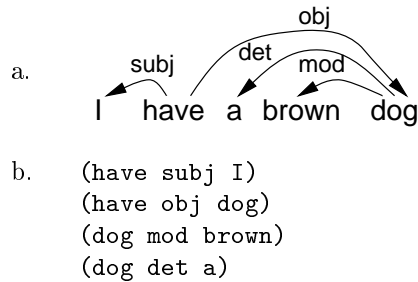 obj
det
subj
mod
a.
I have a brown dog
b.
(have subj I)
(have obj dog)
(dog mod brown)
(dog det a)